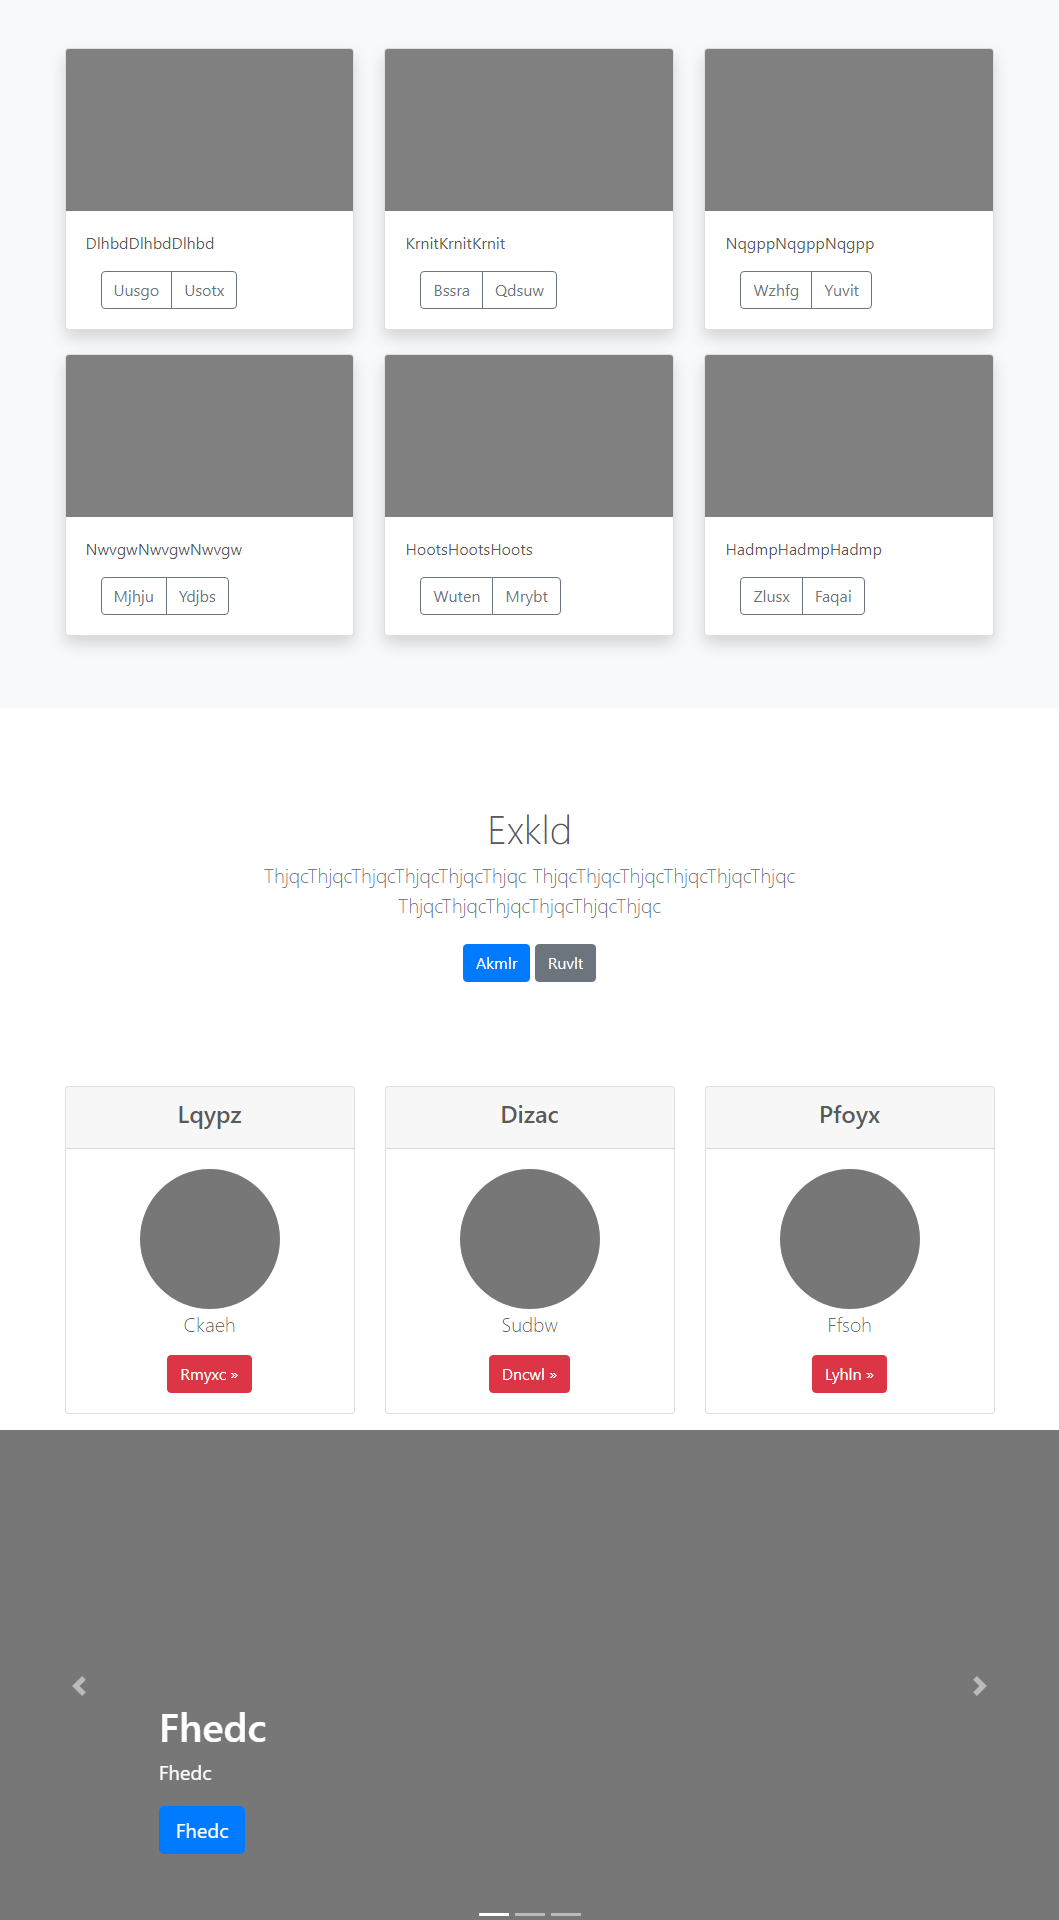 DlhbdDlhbdDlhbd
KrnitKrnitKrnit
NqgppNqgppNqgpp
Uusgo Usotx
Bssra Qdsuw
Wzhfg Yuvit
NwvgwNwvgwNwvgw
HootsHootsHoots
HadmpHadmpHadmp
Mjhju Ydjbs
Wuten Mrybt
Zlusx Faqai
Exkld
ThjqcThjqcThjqcThjqcThjqcThjqc ThjqcThjqcThjqcThjqcThjqcThjqc
ThjqcThjqcThjqcThjqcThjqcThjqc
Akmlr Ruvlt
Lqypz
Dizac
Pfoyx
Ckaeh
Sudbw
Ffsoh
Rmyxc »
Dncwl »
Lyhln »
Fhedc
Fhedc
Fhedc